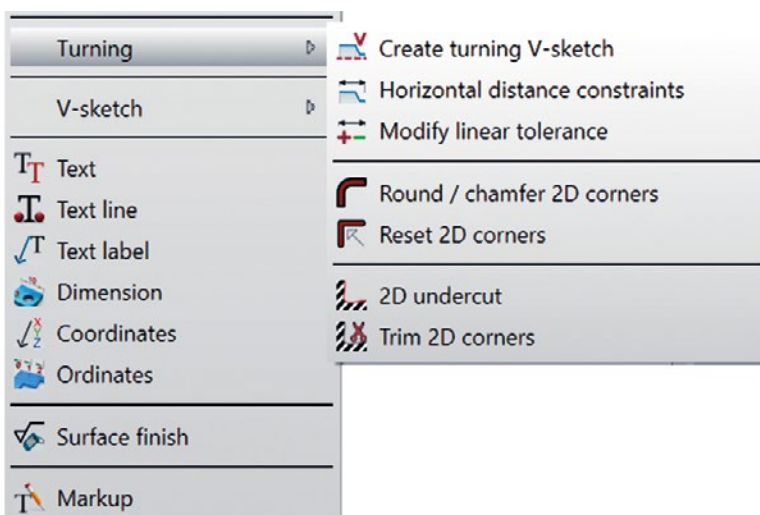 Turning
V-sketch
Text
Text line
Text label
Dimension
Coordinates
Ordinates
Surface finish
Markup
Create turning V-sketch
Horizontal distance constraints
Modify linear tolerance
Round / chamfer 2D corners
Reset 2D corners
2D undercut
Trim 2D corners